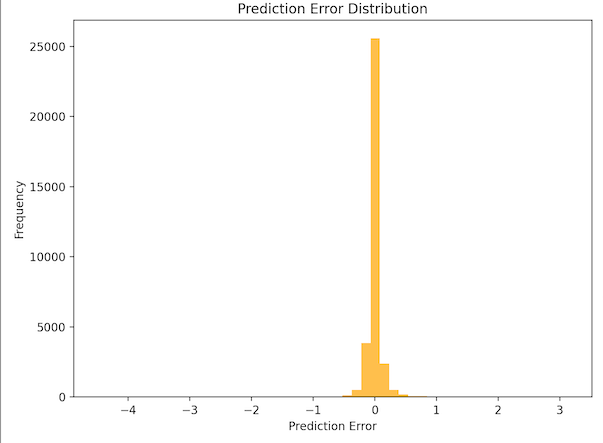 Prediction Error Distribution
25000
20000
15000
10000
5000
0
Frequency
−4 −3 −2 −1 0 1 2 3
Prediction Error